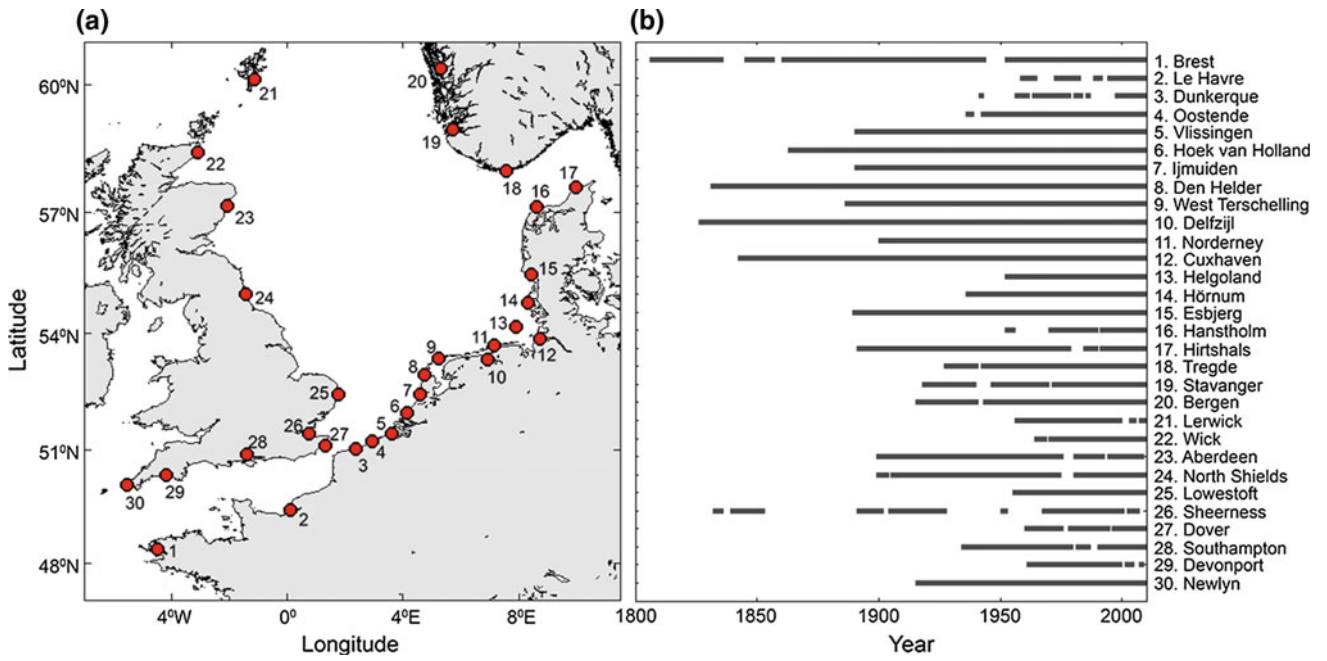 (a)
60°N
57°N
54°N
51°N
48°N
Latitude
4°W
0°
4°E
8°E
Longitude
20
21
19
22
18
17
16
23
15
24
14
13
12
11
10
9
8
7
25
6
5
26
27
4
28
3
29
30
2
1
(b)
1. Brest
2. Le Havre
3. Dunkerque
4. Oostende
5. Vlissingen
6. Hoek van Holland
7. Ijmuiden
8. Den Helder
9. West Terschelling
10. Delfzijl
11. Norderney
12. Cuxhaven
13. Helgoland
14. Hörnum
15. Esbjerg
16. Hanstholm
17. Hirtshals
18. Tregde
19. Stavanger
20. Bergen
21. Lerwick
22. Wick
23. Aberdeen
24. North Shields
25. Lowestoft
26. Sheerness
27. Dover
28. Southampton
29. Devonport
30. Newlyn
1800
1850
1900
1950
2000
Year